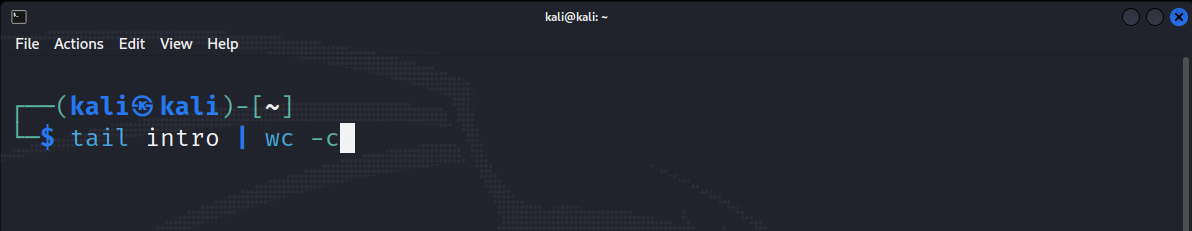 kali@kali: ~
File Actions Edit View Help
┌──(kali㉿kali)-[~]
└─$ tail intro | wc -c